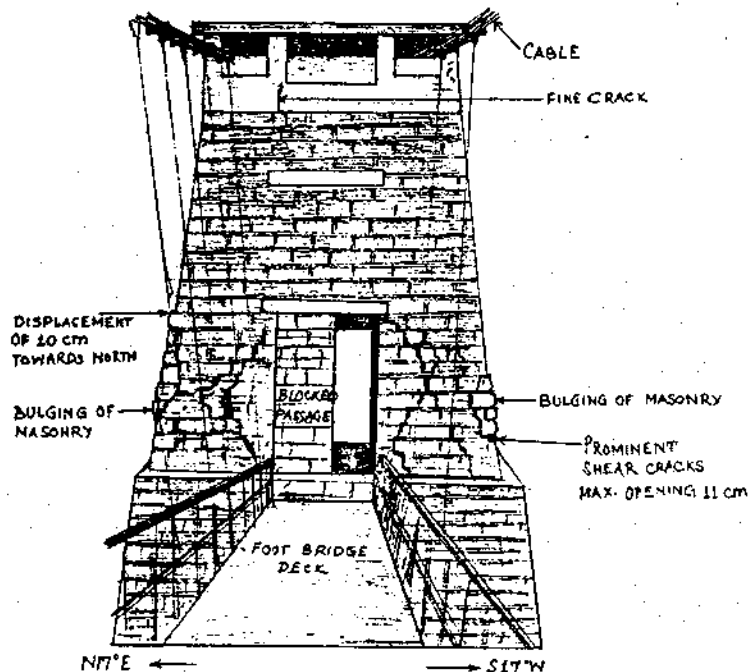 CABLE
FINE CRACK
DISPLACEMENT
OF 10 cm
TOWARDS NORTH
BULGING OF
MASONRY
BLOCKED
PASSAGE
BULGING OF MASONRY
PROMINENT
SHEAR CRACKS
MAX. OPENING 11 cm
FOOT BRIDGE
DECK
N17°E
S17°W